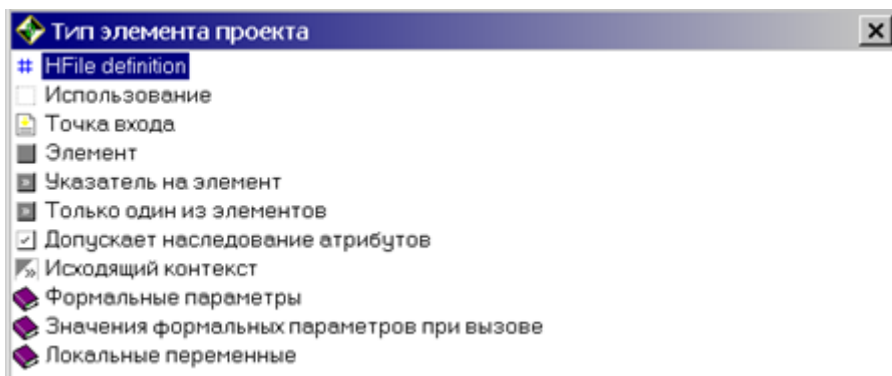 Тип элемента проекта
HFile definition
Использование
Точка входа
Элемент
Указатель на элемент
Только один из элементов
Допускает наследование атрибутов
Исходящий контекст
Формальные параметры
Значения формальных параметров при вызове
Локальные переменные